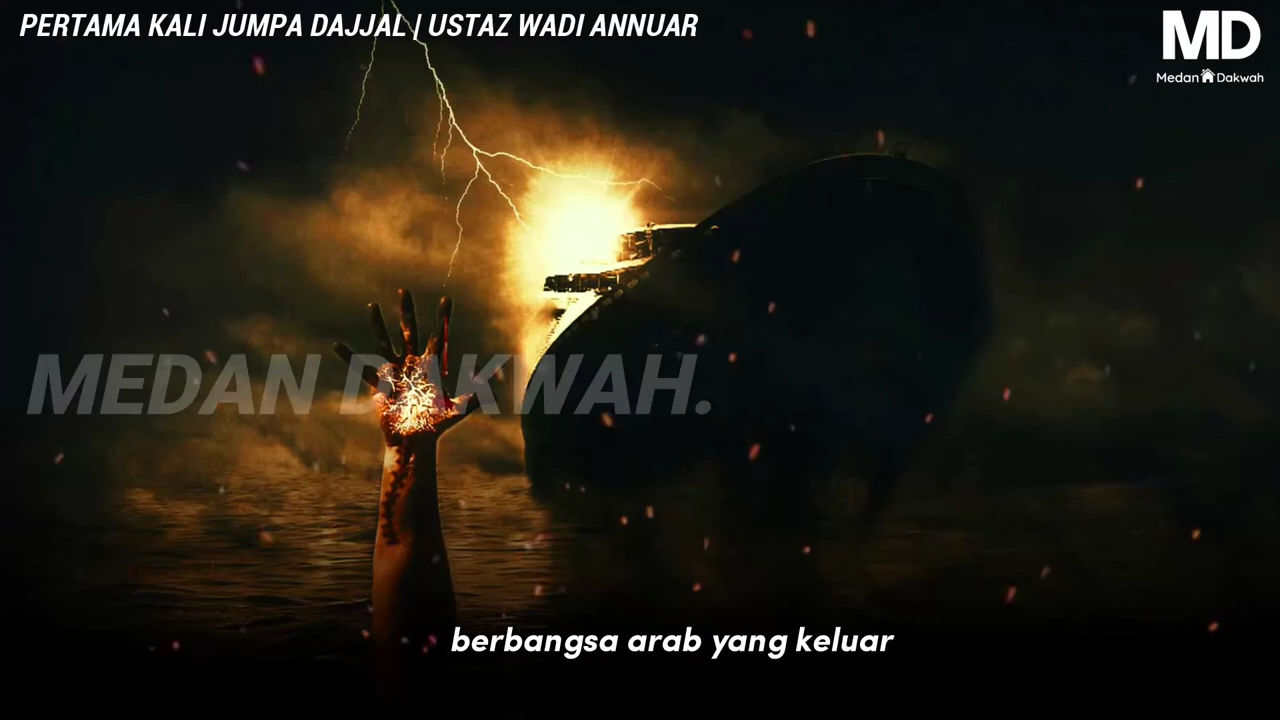 PERTAMA KALI JUMPA DAJJAL | USTAZ WADI ANNUAR
MD
Medan Dakwah
MEDAN DAKWAH.
berbangsa arab yang keluar